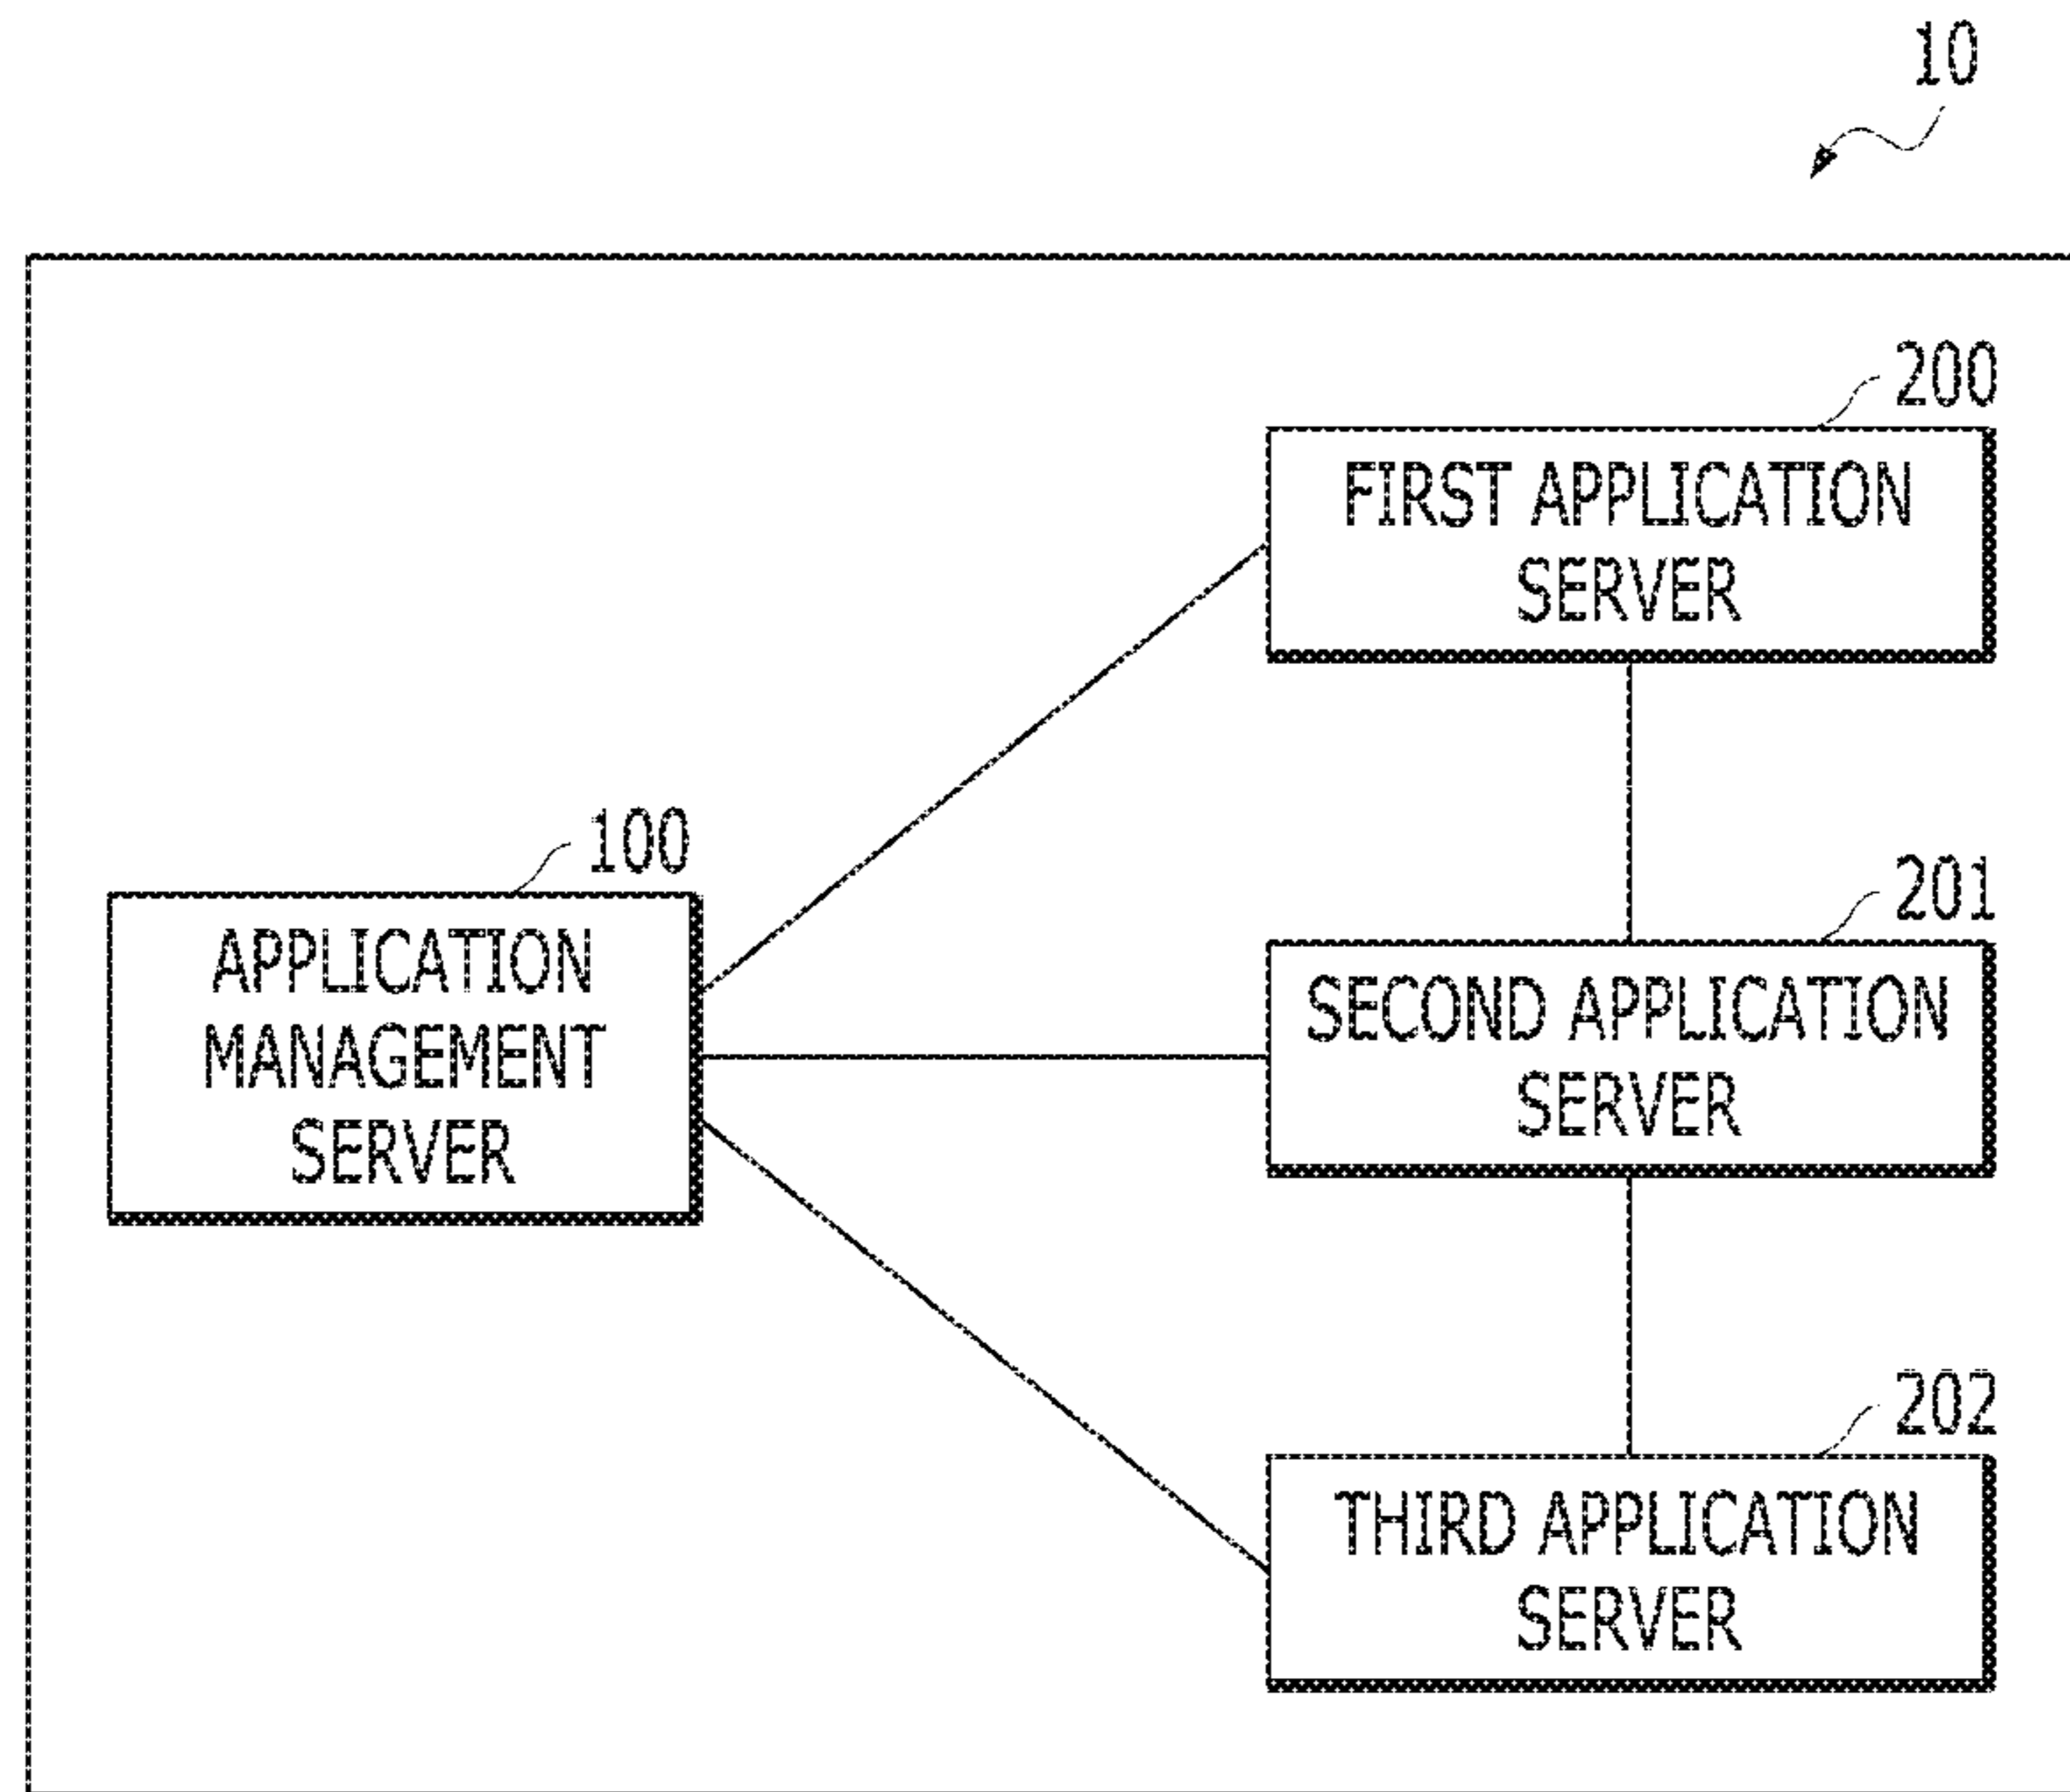 10
200
FIRST APPLICATION
SERVER
100
APPLICATION
MANAGEMENT
SERVER
201
SECOND APPLICATION
SERVER
202
THIRD APPLICATION
SERVER